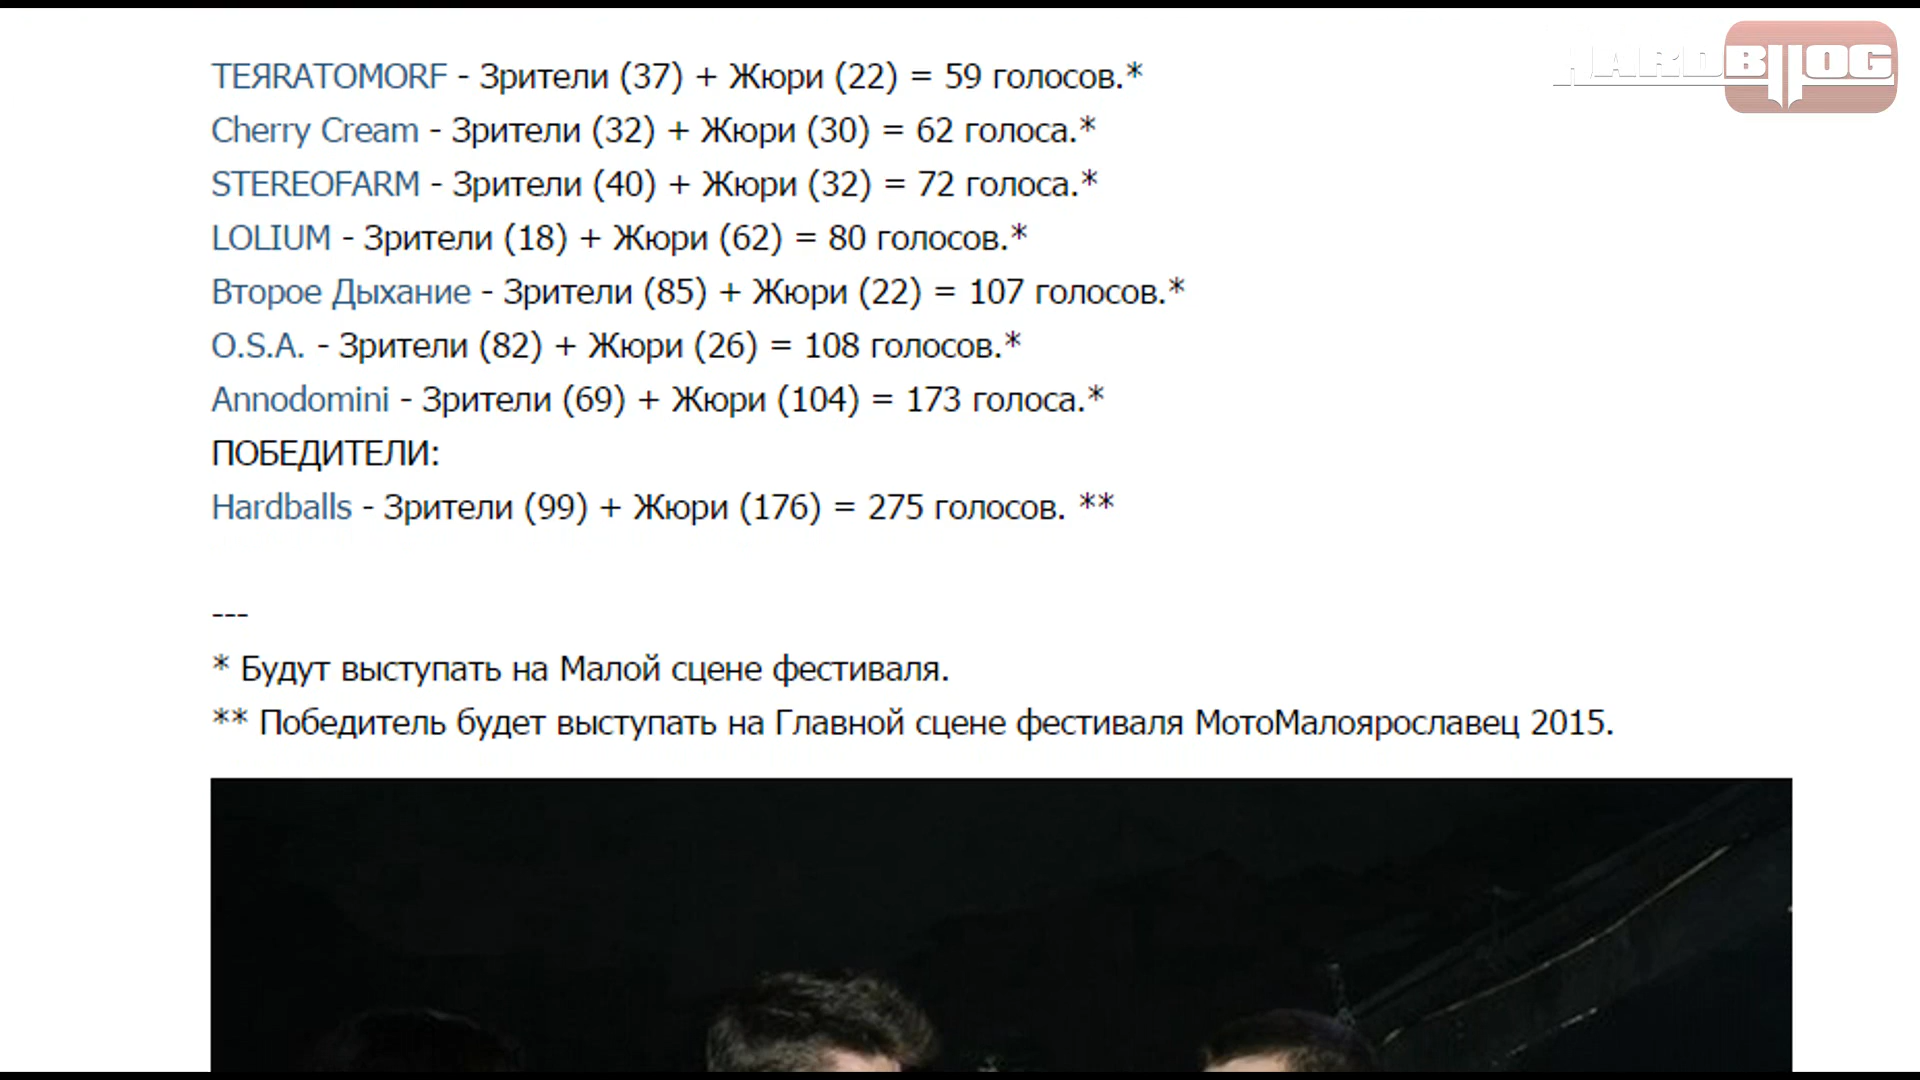 HARDBLOG
TEЯRATOMORF - Зрители (37) + Жюри (22) = 59 голосов.*
Cherry Cream - Зрители (32) + Жюри (30) = 62 голоса.*
STEREOFARM - Зрители (40) + Жюри (32) = 72 голоса.*
LOLIUM - Зрители (18) + Жюри (62) = 80 голосов.*
Второе Дыхание - Зрители (85) + Жюри (22) = 107 голосов.*
O.S.A. - Зрители (82) + Жюри (26) = 108 голосов.*
Annodomini - Зрители (69) + Жюри (104) = 173 голоса.*
ПОБЕДИТЕЛИ:
Hardballs - Зрители (99) + Жюри (176) = 275 голосов. **
---
* Будут выступать на Малой сцене фестиваля.
** Победитель будет выступать на Главной сцене фестиваля МотоМалоярославец 2015.